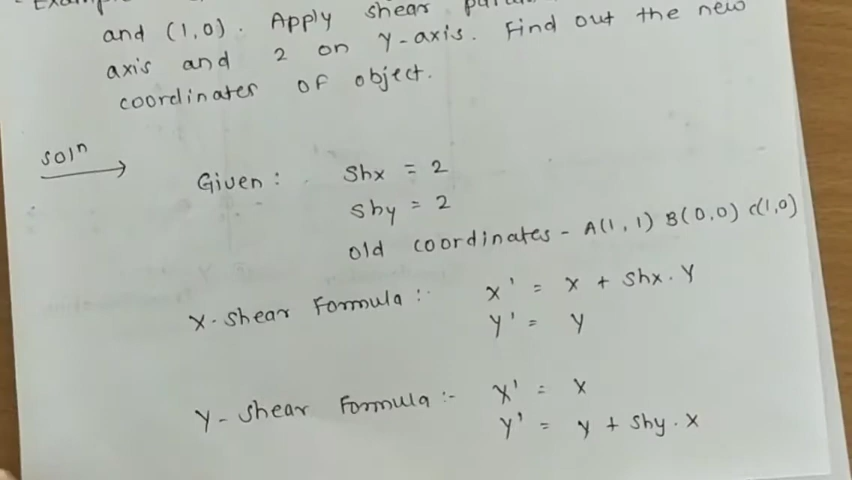 Example
and (1,0). Apply shear
axis and 2 on Y-axis. Find out the new
coordinates of object.
Soln
Given: Shx = 2
Shy = 2
old coordinates - A(1,1) B(0,0) C(1,0)
X-shear Formula :- x' = x + Shx. Y
Y' = Y
Y- shear Formula:- X' = X
Y' = Y + Shy. X